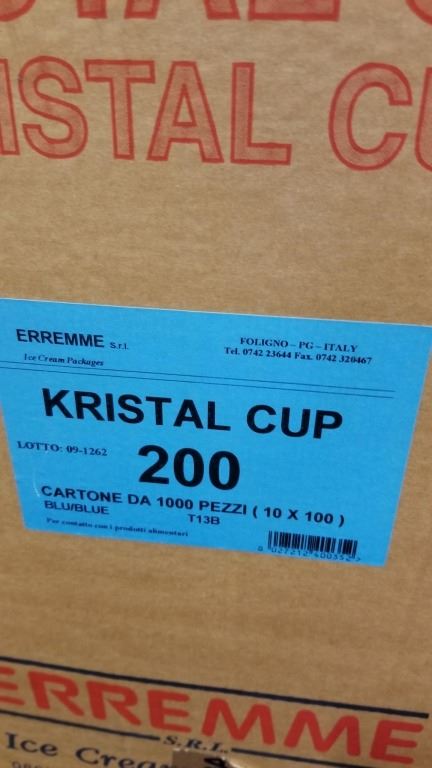 ISTAL CU
ERREMME S.r.l.
Ice Cream Packages
FOLIGNO – PG – ITALY
Tel. 0742 23644 Fax. 0742 320467
KRISTAL CUP
LOTTO: 09-1262
200
CARTONE DA 1000 PEZZI ( 10 X 100 )
BLU/BLUE T13B
Per contatto con i prodotti alimentari
ERREMME
S.R.L.
Ice Crea